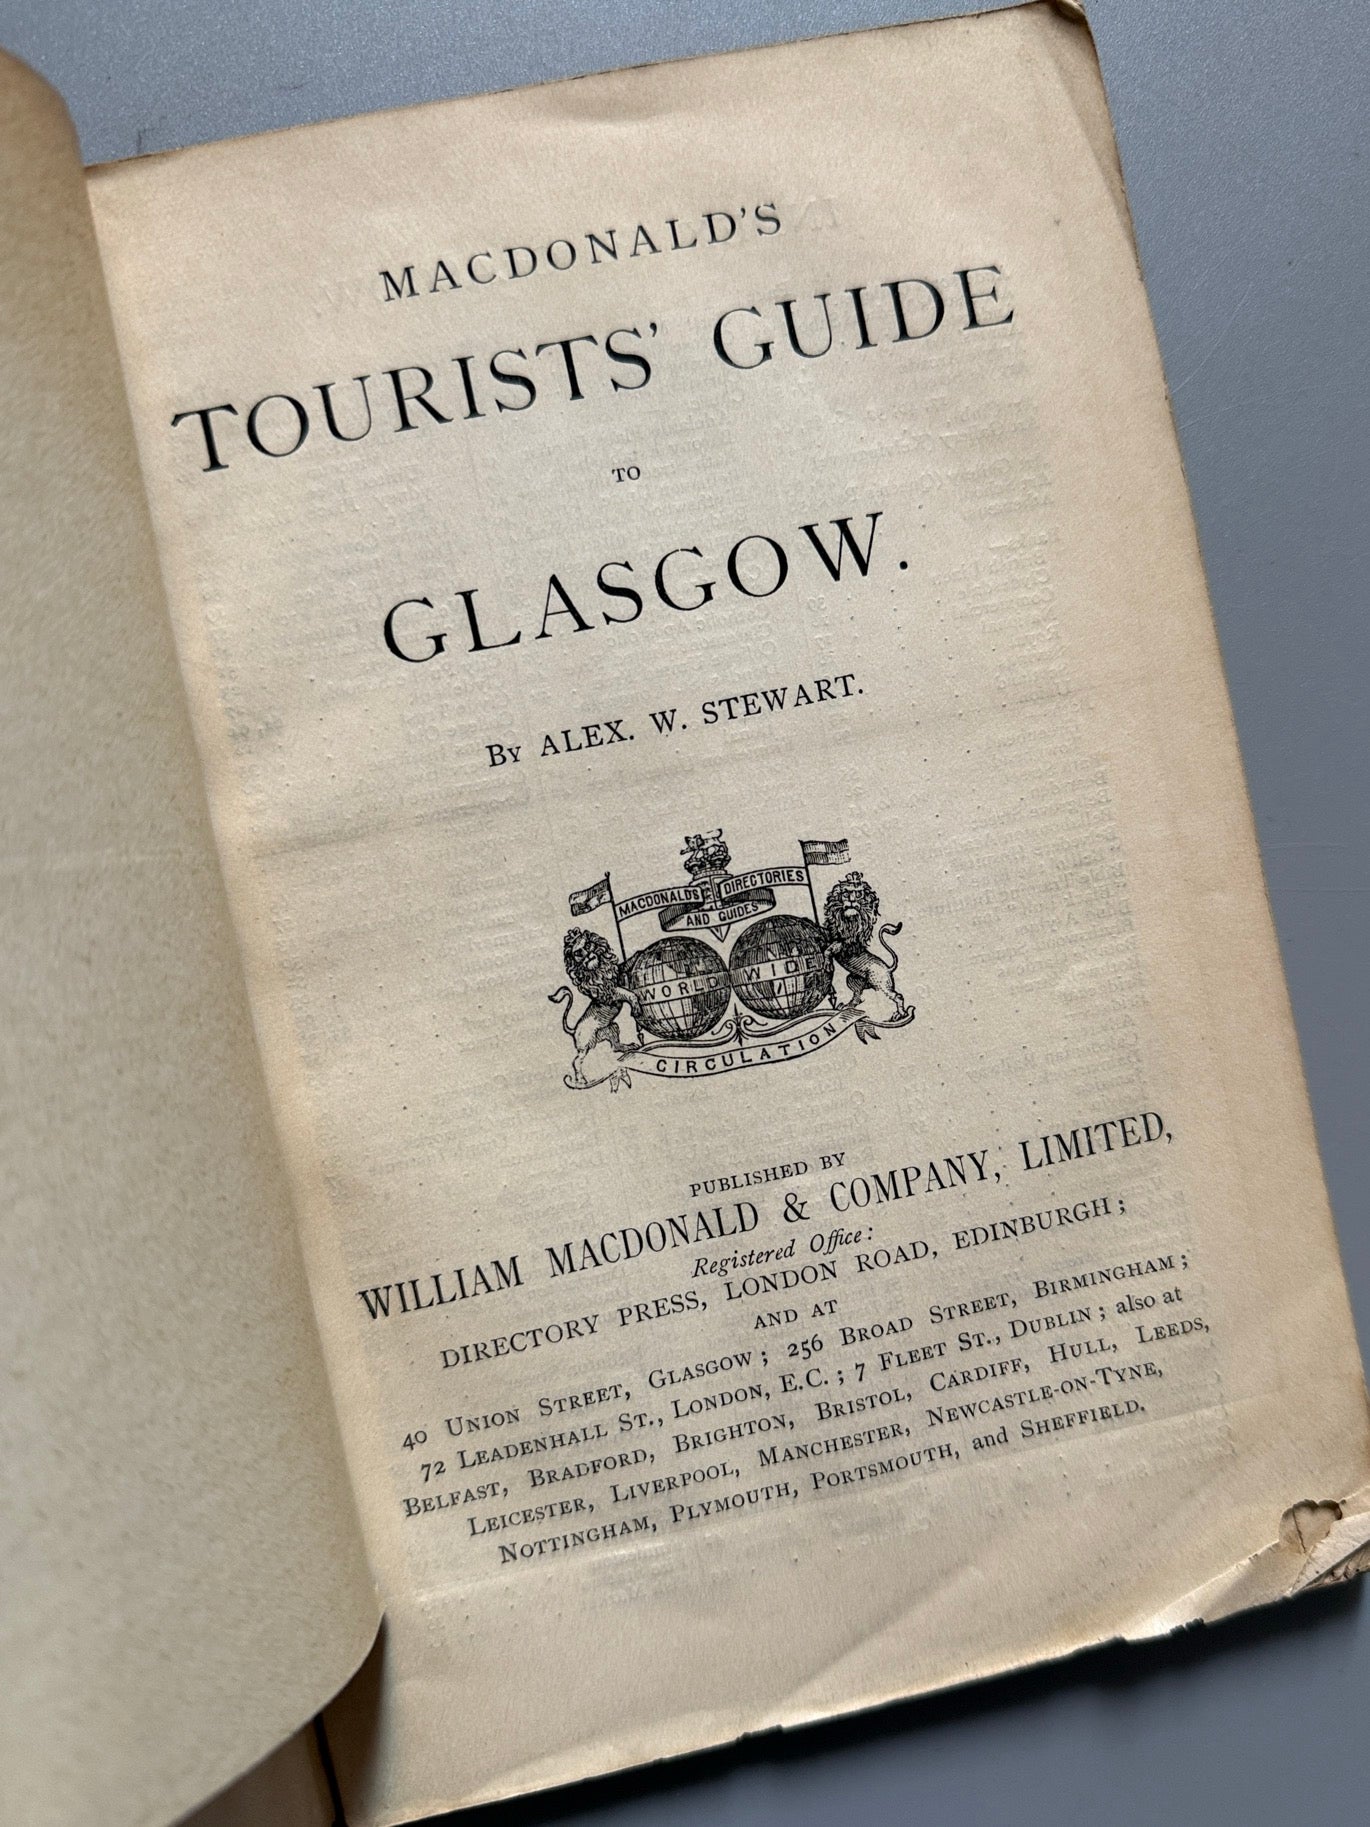 MACDONALD'S
TOURISTS' GUIDE
TO
GLASGOW.
BY ALEX. W. STEWART.
MACDONALD'S DIRECTORIES
AND GUIDES
WORLD WIDE
CIRCULATION
PUBLISHED BY
WILLIAM MACDONALD & COMPANY, LIMITED,
Registered Office:
DIRECTORY PRESS, LONDON ROAD, EDINBURGH;
AND AT
40 UNION STREET, GLASGOW; 256 BROAD STREET, BIRMINGHAM;
72 LEADENHALL ST., LONDON, E.C.; 7 FLEET ST., DUBLIN; also at
BELFAST, BRADFORD, BRIGHTON, BRISTOL, CARDIFF, HULL, LEEDS,
LEICESTER, LIVERPOOL, MANCHESTER, NEWCASTLE-ON-TYNE,
NOTTINGHAM, PLYMOUTH, PORTSMOUTH, and SHEFFIELD.